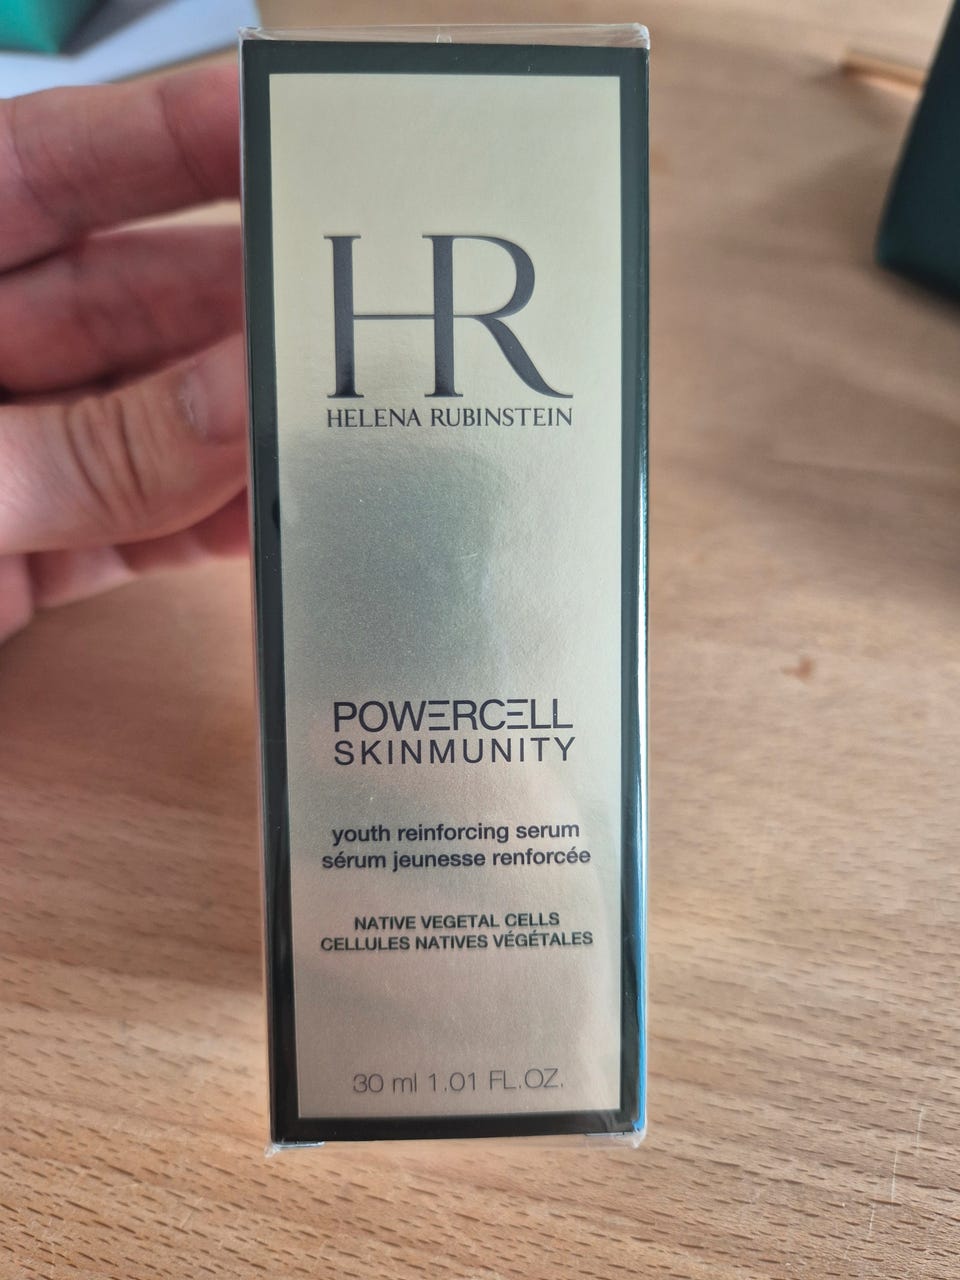 HR
HELENA RUBINSTEIN
POWERCELL
SKINMUNITY
youth reinforcing serum
sérum jeunesse renforcée
NATIVE VEGETAL CELLS
CELLULES NATIVES VÉGÉTALES
30 ml 1.01 FL.OZ.